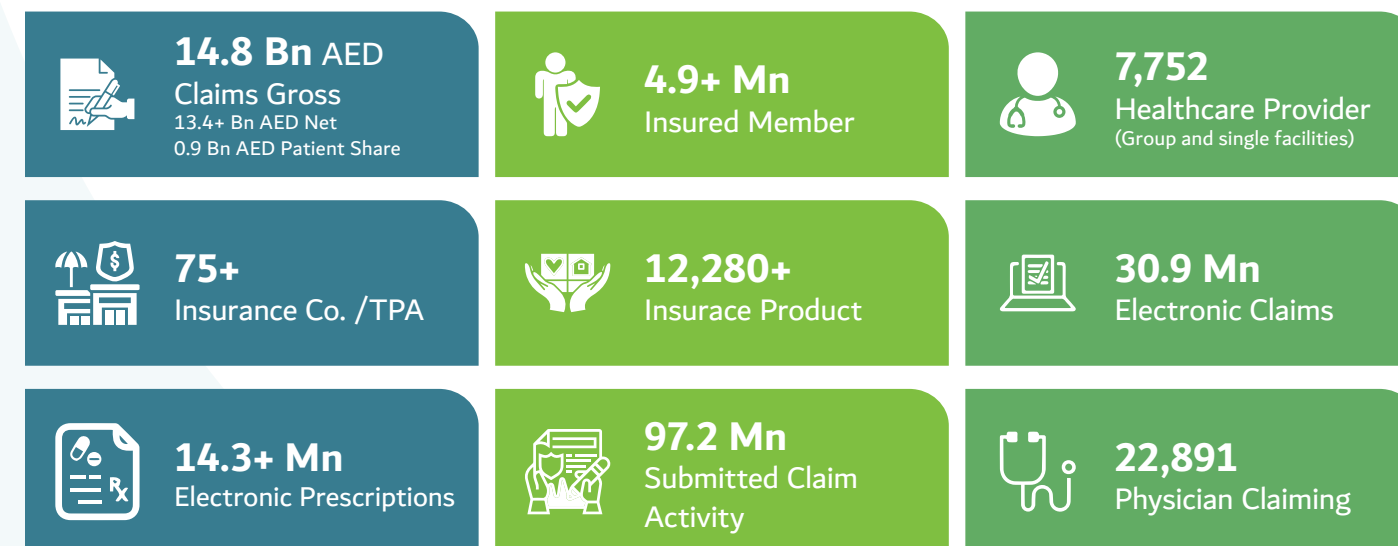 14.8 Bn AED
Claims Gross
13.4+ Bn AED Net
0.9 Bn AED Patient Share
4.9+ Mn
Insured Member
7,752
Healthcare Provider
(Group and single facilities)
$
75+
Insurance Co. /TPA
12,280+
Insurace Product
30.9 Mn
Electronic Claims
Rx
14.3+ Mn
Electronic Prescriptions
97.2 Mn
Submitted Claim
Activity
22,891
Physician Claiming